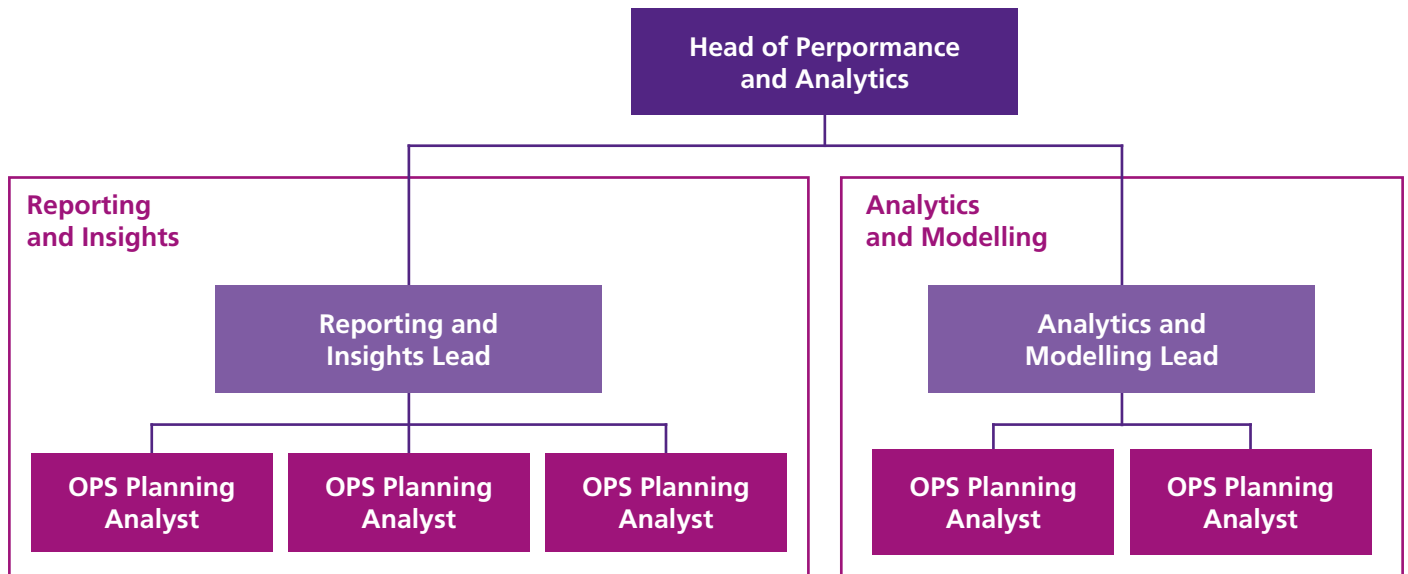 Head of Perpormance
and Analytics
Reporting
and Insights
Analytics
and Modelling
Reporting and
Insights Lead
Analytics and
Modelling Lead
OPS Planning
Analyst
OPS Planning
Analyst
OPS Planning
Analyst
OPS Planning
Analyst
OPS Planning
Analyst